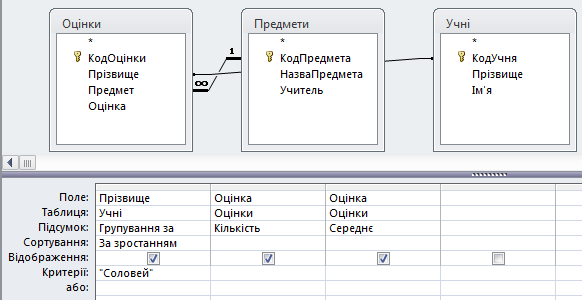 Оцінки Предмети Учні
* * *
КодОцінки КодПредмета КодУчня
Прізвище НазваПредмета Прізвище
Предмет Учитель Ім'я
Оцінка
1
∞
Поле: Прізвище Оцінка Оцінка
Таблиця: Учні Оцінки Оцінки
Підсумок: Групування за Кількість Середнє
Сортування: За зростанням
Відображення:
Критерії: "Соловей"
або: